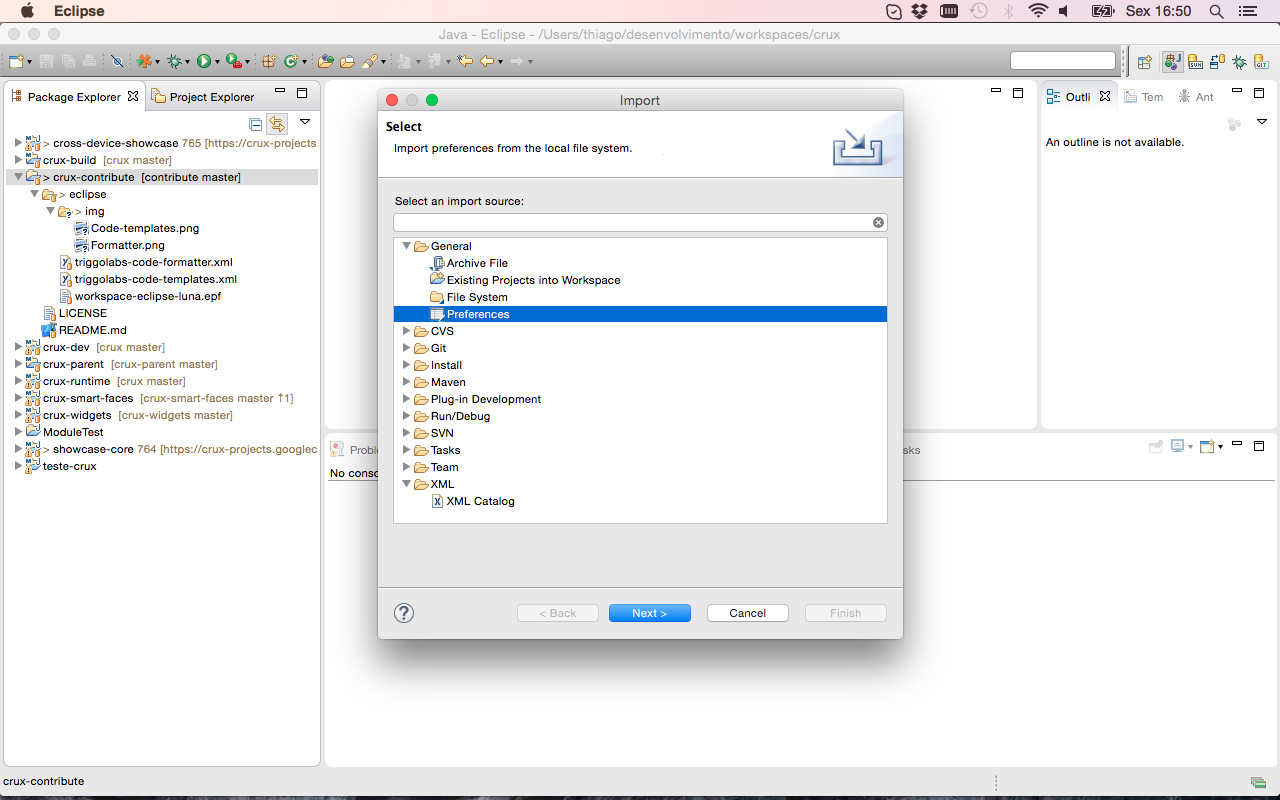 Eclipse
Sex 16:50
Java - Eclipse - /Users/thiago/desenvolvimento/workspaces/crux
Package Explorer
Project Explorer
> cross-device-showcase 765 [https://crux-projects.
crux-build [crux master]
> crux-contribute [contribute master]
> eclipse
> img
Code-templates.png
Formatter.png
triggolabs-code-formatter.xml
triggolabs-code-templates.xml
workspace-eclipse-luna.epf
LICENSE
README.md
crux-dev [crux master]
crux-parent [crux-parent master]
crux-runtime [crux master]
crux-smart-faces [crux-smart-faces master ↑1]
crux-widgets [crux-widgets master]
ModuleTest
> showcase-core 764 [https://crux-projects.googlec
teste-crux
Import
Select
Import preferences from the local file system.
Select an import source:
General
Archive File
Existing Projects into Workspace
File System
Preferences
CVS
Git
Install
Maven
Plug-in Development
Run/Debug
SVN
Tasks
Team
XML
XML Catalog
?
< Back
Next >
Cancel
Finish
Outli
Tem
Ant
An outline is not available.
Proble
sks
No conso
crux-contribute